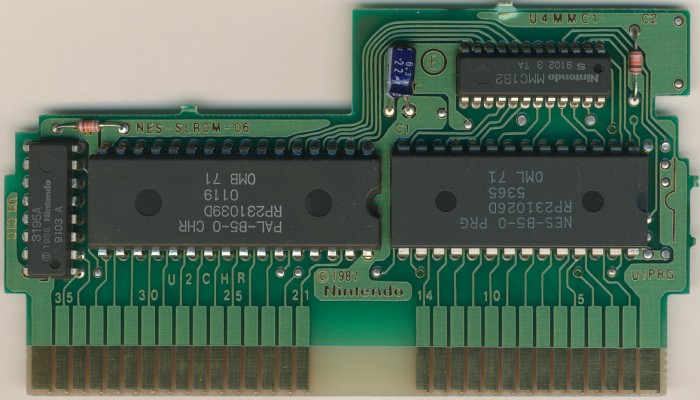 U4MMC1
C2
Nintendo
MMC1B2
S 9102 3 TA
6.3
22
E
C1
NES-SLROM-06
3195A
© 1986 Nintendo
9103 A
PAL-B5-0 CHR
RP231039D
0119
OMB 71
NES-B5-0 PRG
RP231026D
5365
OML 71
35
30
U2CHR
25
21
©1987
Nintendo
14
10
5
U1PRG